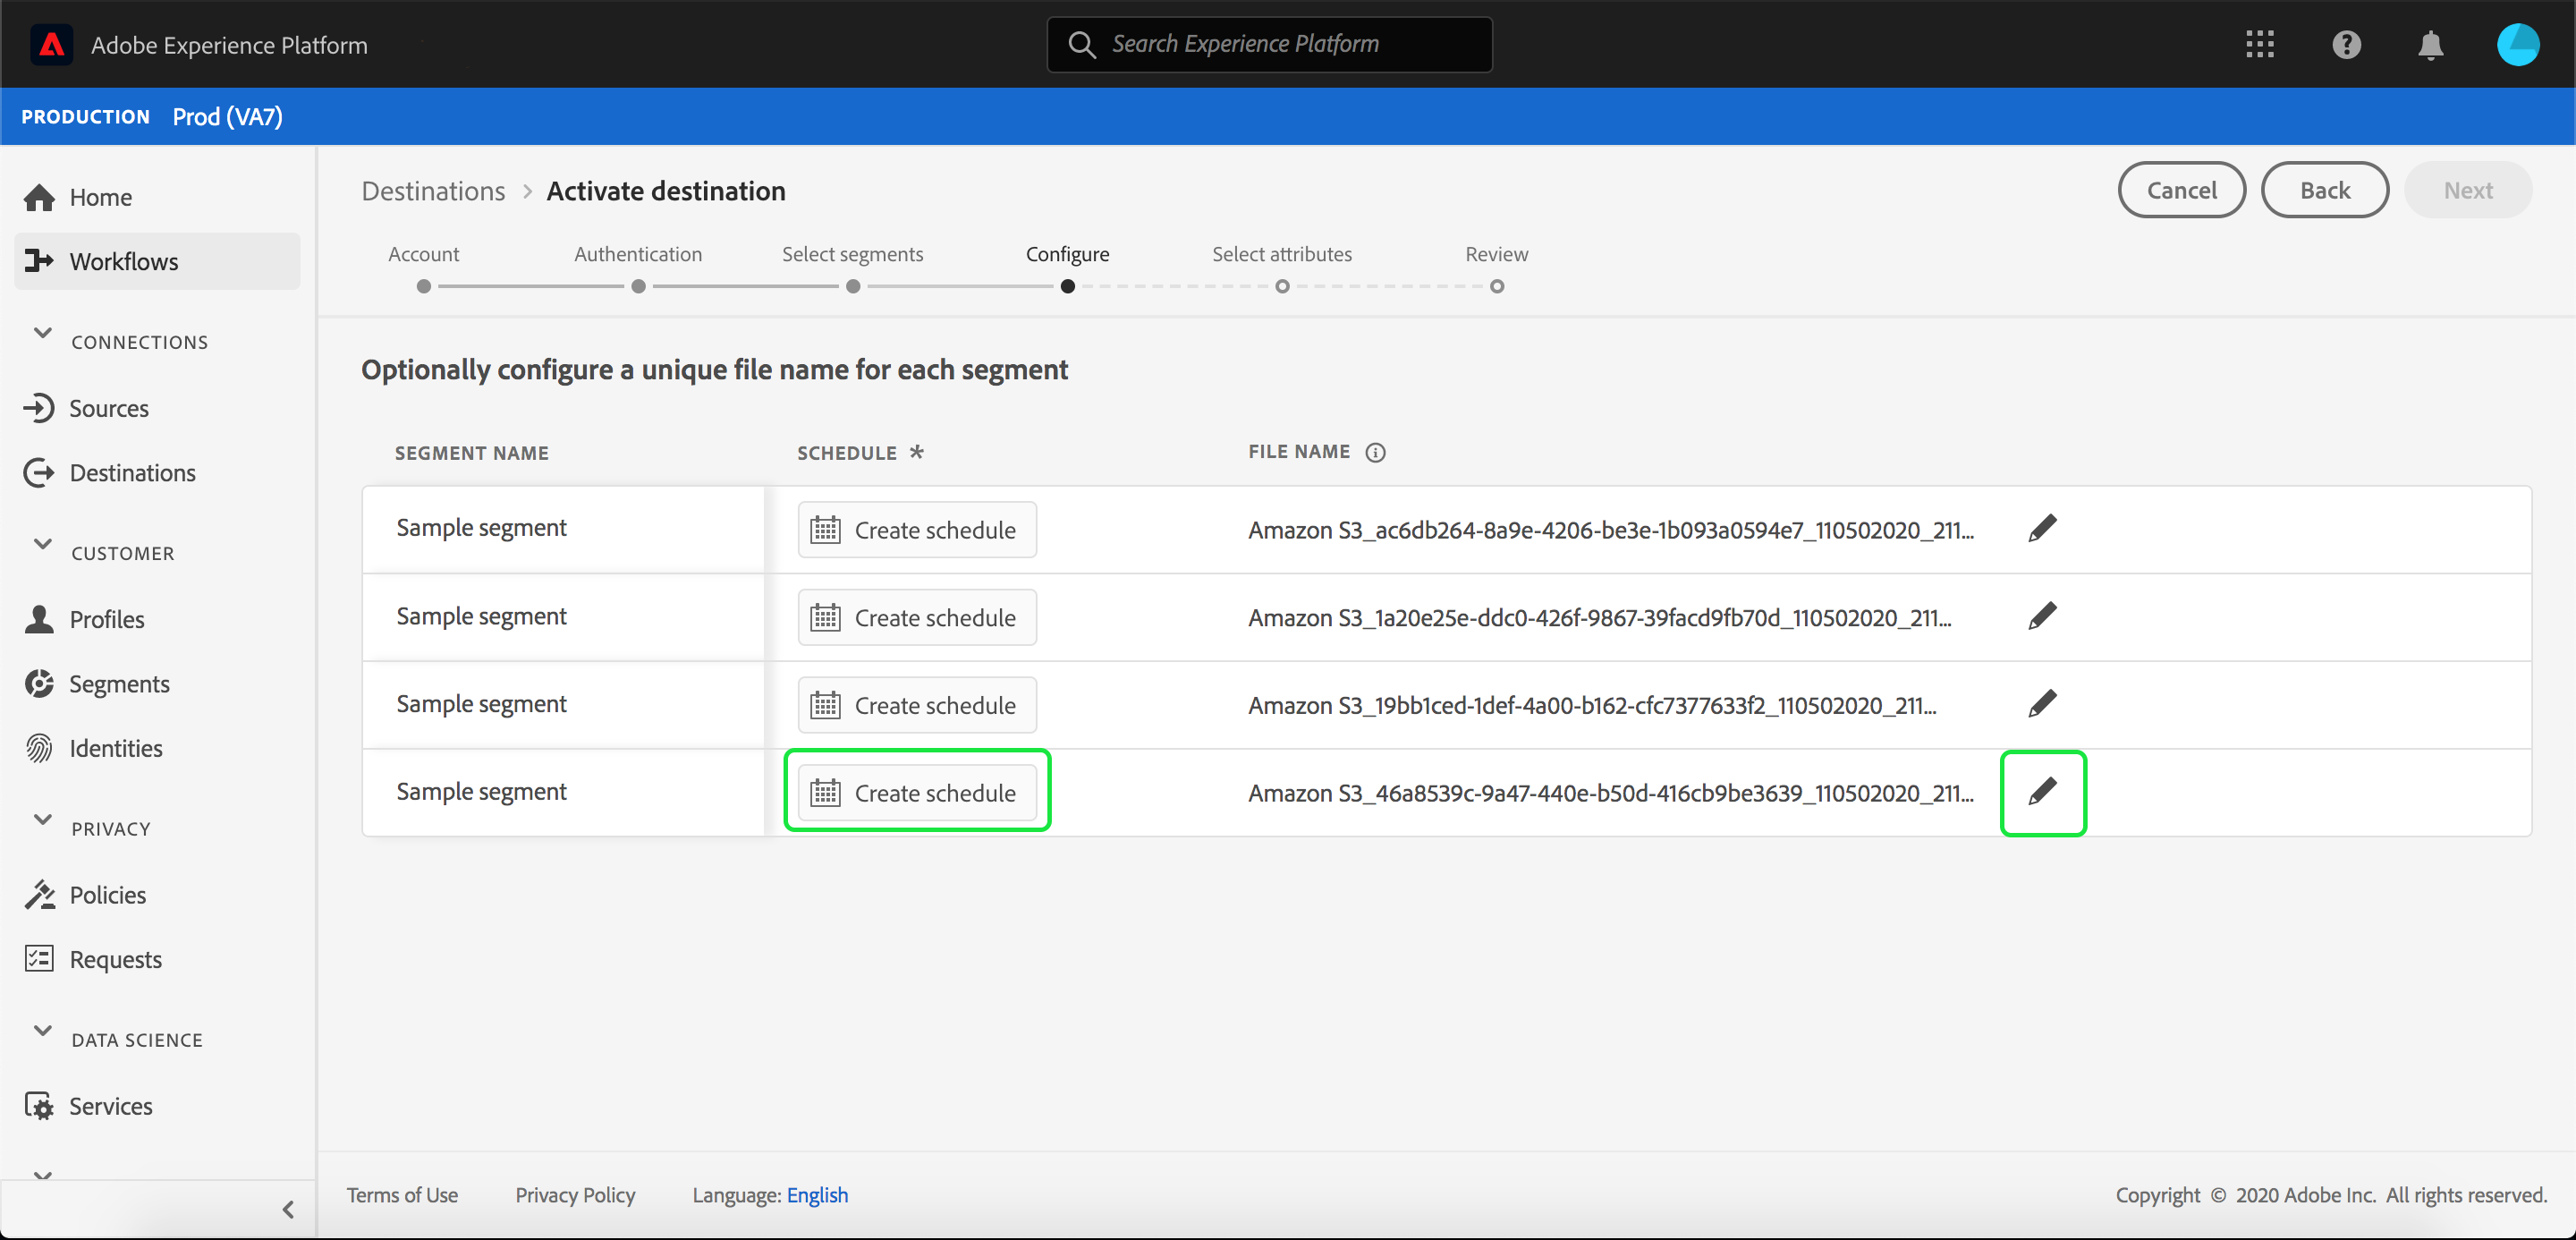 Adobe Experience Platform
Search Experience Platform
PRODUCTION Prod (VA7)
Home
Workflows
CONNECTIONS
Sources
Destinations
CUSTOMER
Profiles
Segments
Identities
PRIVACY
Policies
Requests
DATA SCIENCE
Services
Destinations > Activate destination
Cancel Back Next
Account Authentication Select segments Configure Select attributes Review
Optionally configure a unique file name for each segment
SEGMENT NAME SCHEDULE * FILE NAME
Sample segment Create schedule Amazon S3_ac6db264-8a9e-4206-be3e-1b093a0594e7_110502020_211...
Sample segment Create schedule Amazon S3_1a20e25e-ddc0-426f-9867-39facd9fb70d_110502020_211...
Sample segment Create schedule Amazon S3_19bb1ced-1def-4a00-b162-cfc7377633f2_110502020_211...
Sample segment Create schedule Amazon S3_46a8539c-9a47-440e-b50d-416cb9be3639_110502020_211...
Terms of Use Privacy Policy Language: English Copyright © 2020 Adobe Inc. All rights reserved.